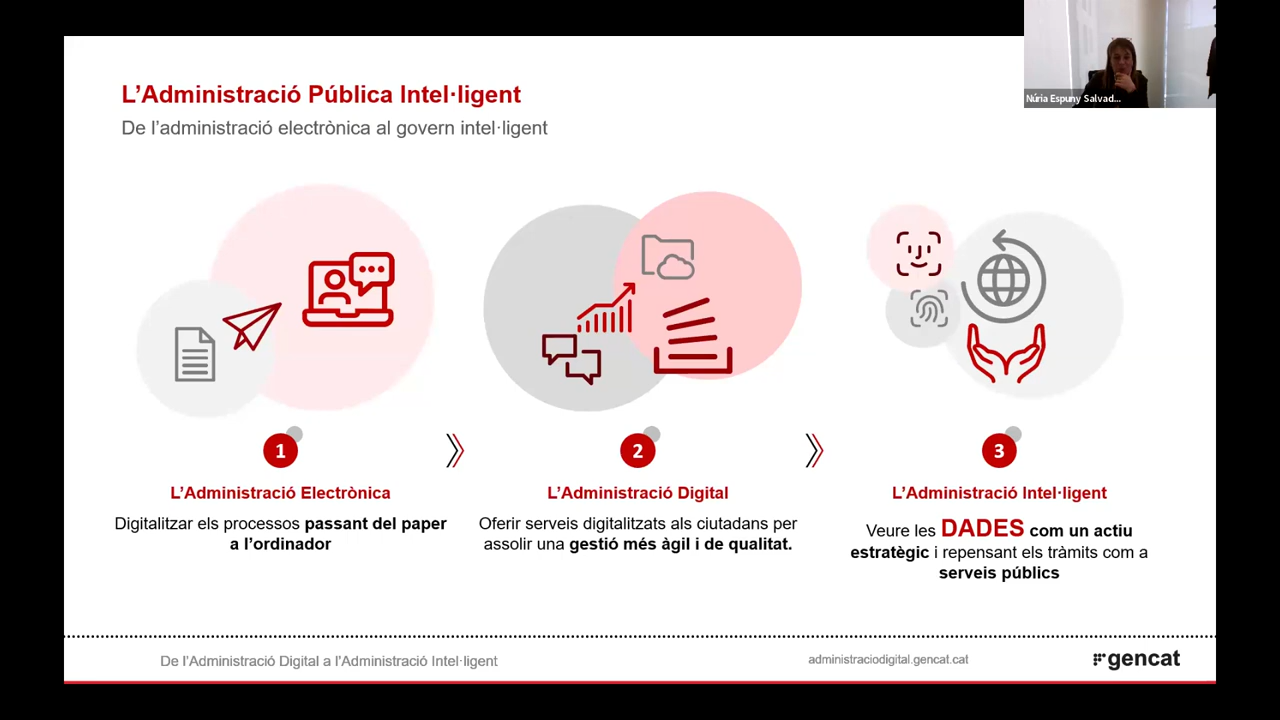 Núria Espuny Salvad...
L’Administració Pública Intel·ligent
De l’administració electrònica al govern intel·ligent
1
L’Administració Electrònica
Digitalitzar els processos passant del paper
a l’ordinador
2
L’Administració Digital
Oferir serveis digitalitzats als ciutadans per
assolir una gestió més àgil i de qualitat.
3
L’Administració Intel·ligent
Veure les DADES com un actiu
estratègic i repensant els tràmits com a
serveis públics
De l’Administració Digital a l’Administració Intel·ligent
administraciodigital.gencat.cat
gencat